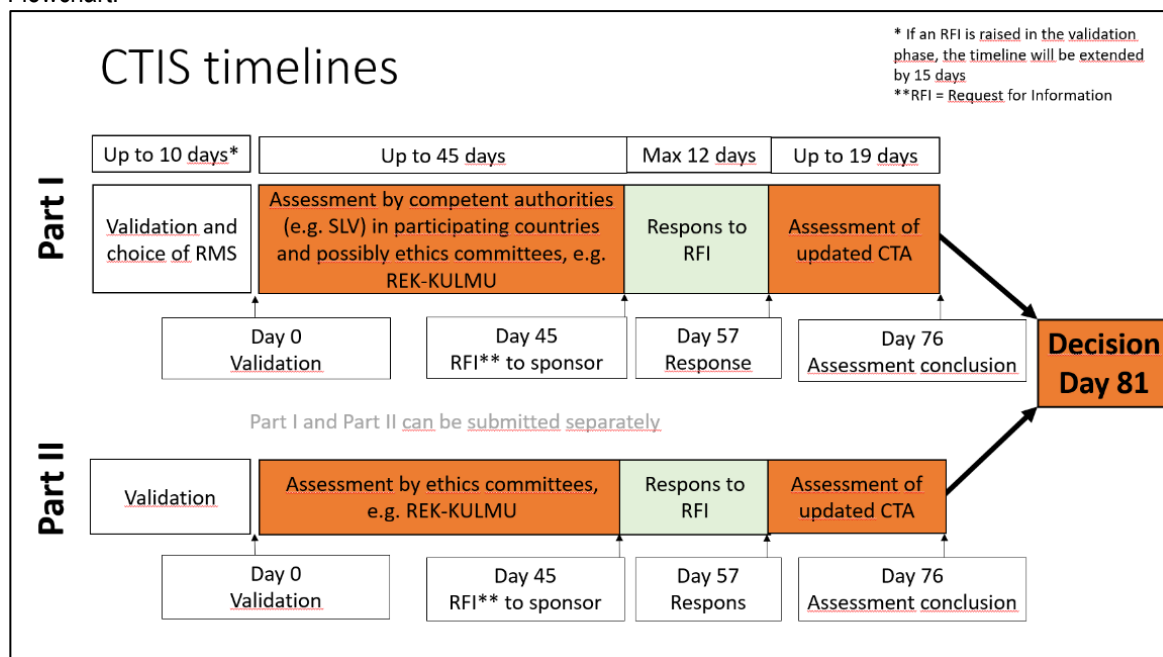 Flowchart:
CTIS timelines
* If an RFI is raised in the validation
phase, the timeline will be extended
by 15 days
**RFI = Request for Information
Part I
Up to 10 days*
Up to 45 days
Max 12 days
Up to 19 days
Validation and
choice of RMS
Assessment by competent authorities
(e.g. SLV) in participating countries
and possibly ethics committees, e.g.
REK-KULMU
Respons to
RFI
Assessment of
updated CTA
Day 0
Validation
Day 45
RFI** to sponsor
Day 57
Response
Day 76
Assessment conclusion
Decision
Day 81
Part I and Part II can be submitted separately
Part II
Validation
Assessment by ethics committees,
e.g. REK-KULMU
Respons to
RFI
Assessment of
updated CTA
Day 0
Validation
Day 45
RFI** to sponsor
Day 57
Respons
Day 76
Assessment conclusion